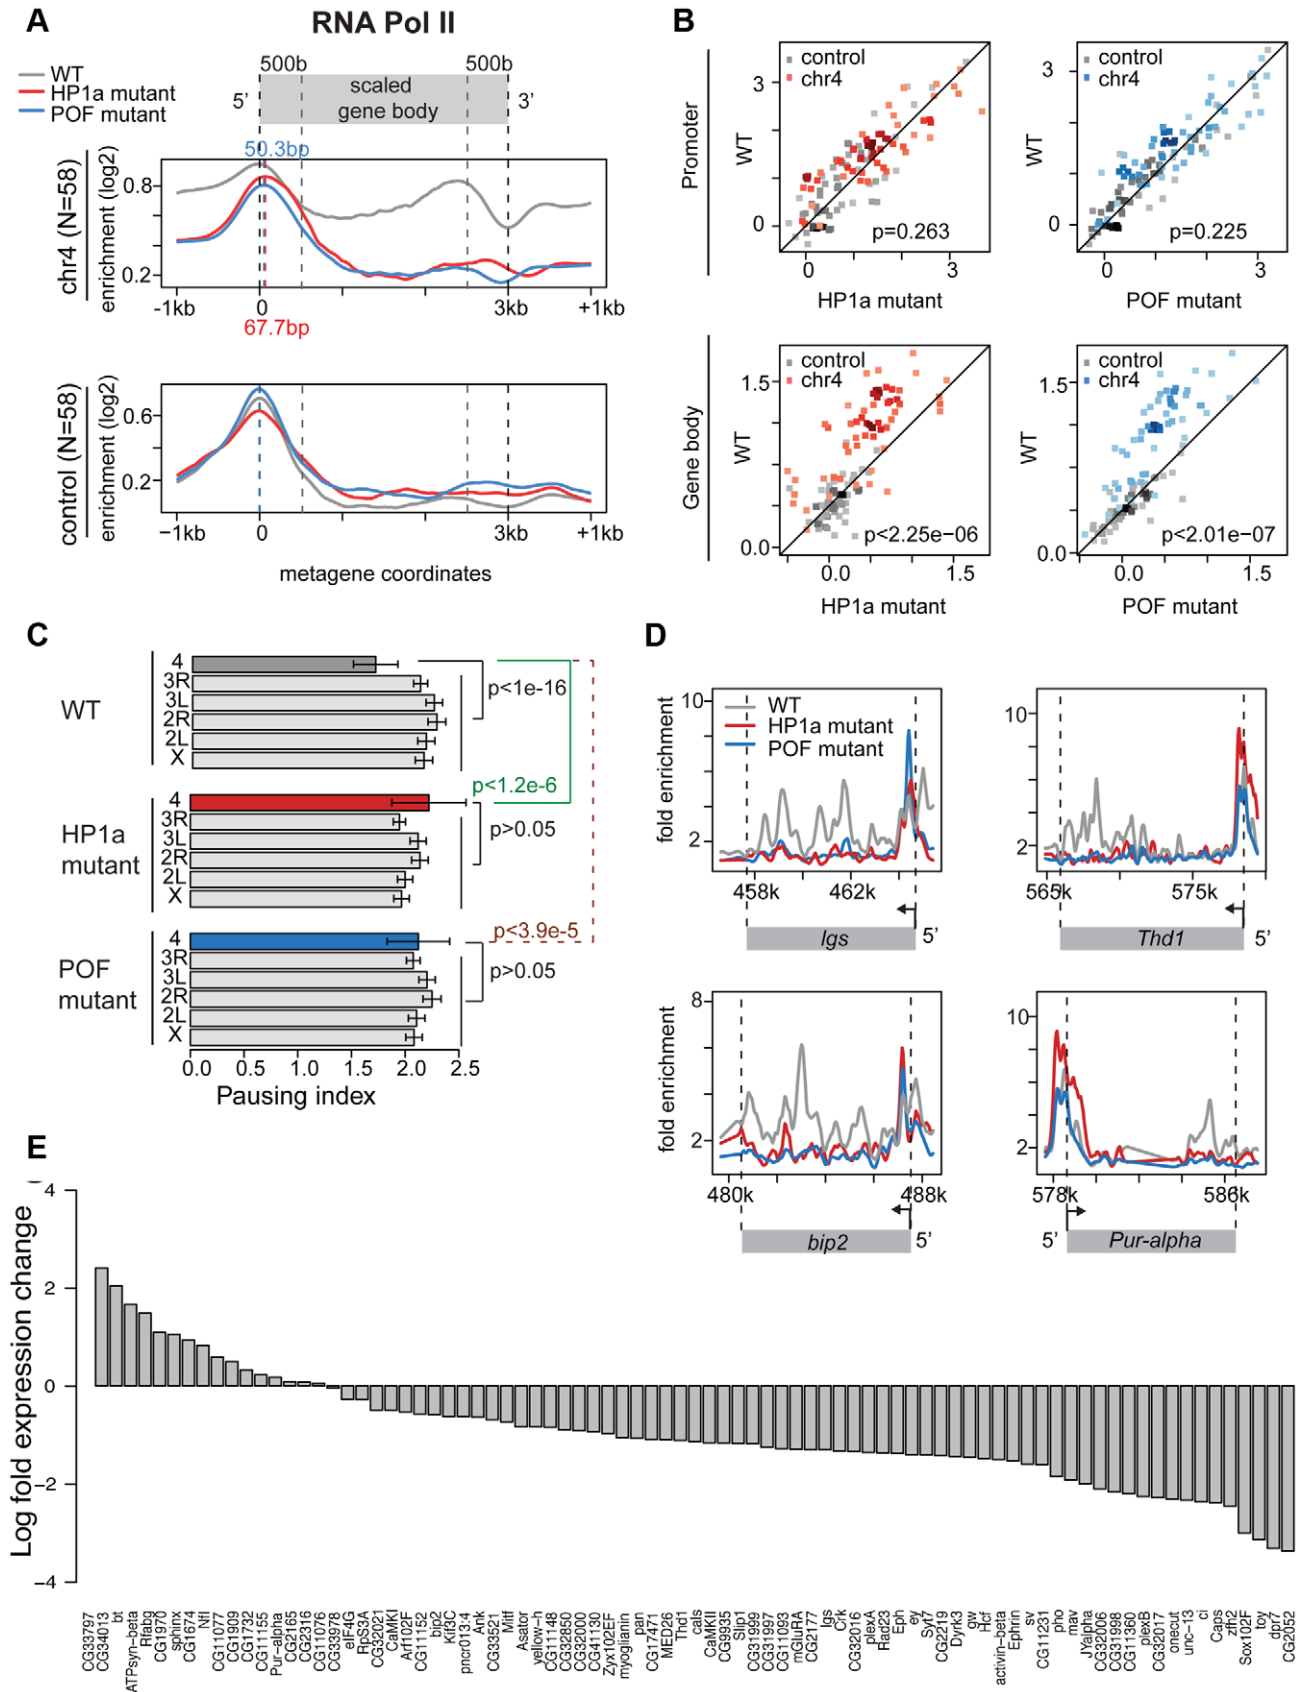 A
RNA Pol II
WT
HP1a mutant
POF mutant
500b
500b
5’
scaled
gene body
3’
50.3bp
chr4 (N=58)
enrichment (log2)
0.8
0.2
-1kb
0
3kb
+1kb
67.7bp
control (N=58)
enrichment (log2)
0.6
0.2
−1kb
0
3kb
+1kb
metagene coordinates
B
Promoter
WT
control
chr4
3
0
p=0.263
0
3
HP1a mutant
WT
control
chr4
3
0
p=0.225
0
3
POF mutant
Gene body
WT
control
chr4
1.5
0.0
p<2.25e−06
0.0
1.5
HP1a mutant
WT
control
chr4
1.5
0.0
p<2.01e−07
0.0
1.5
POF mutant
C
WT
4
3R
3L
2R
2L
X
p<1e-16
p<1.2e-6
HP1a
mutant
4
3R
3L
2R
2L
X
p>0.05
p<3.9e-5
POF
mutant
4
3R
3L
2R
2L
X
p>0.05
0.0 0.5 1.0 1.5 2.0 2.5
Pausing index
D
fold enrichment
10
2
WT
HP1a mutant
POF mutant
458k
462k
lgs
5’
10
2
565k
575k
Thd1
5’
fold enrichment
8
2
480k
488k
bip2
5’
10
2
578k
586k
5’
Pur-alpha
E
Log fold expression change
4
2
0
−2
−4
CG33797
CG34013
bt
ATPsyn-beta
Rfabg
CG1970
sphinx
CG1674
Nfl
CG11077
CG1909
CG1732
CG11155
Pur-alpha
CG2165
CG2316
CG11076
CG33978
eIF4G
RpS3A
CG32021
CaMKI
Arf102F
CG11152
bip2
Kif3C
pncr013:4
Ank
CG33521
Mitf
Asator
yellow-h
CG11148
CG32850
CG32000
CG41130
Zyx102EF
myoglianin
pan
CG17471
MED26
Thd1
cals
CaMKII
CG9935
Slip1
CG31999
CG31997
CG11093
mGluRA
CG2177
lgs
Crk
CG32016
plexA
Rad23
Eph
ey
Syt7
CG2219
Dyrk3
gw
Hcf
activin-beta
Ephrin
sv
CG11231
pho
mav
JYalpha
CG32006
CG31998
CG11360
plexB
CG32017
onecut
unc-13
ci
Caps
zfh2
Sox102F
toy
dpr7
CG2052